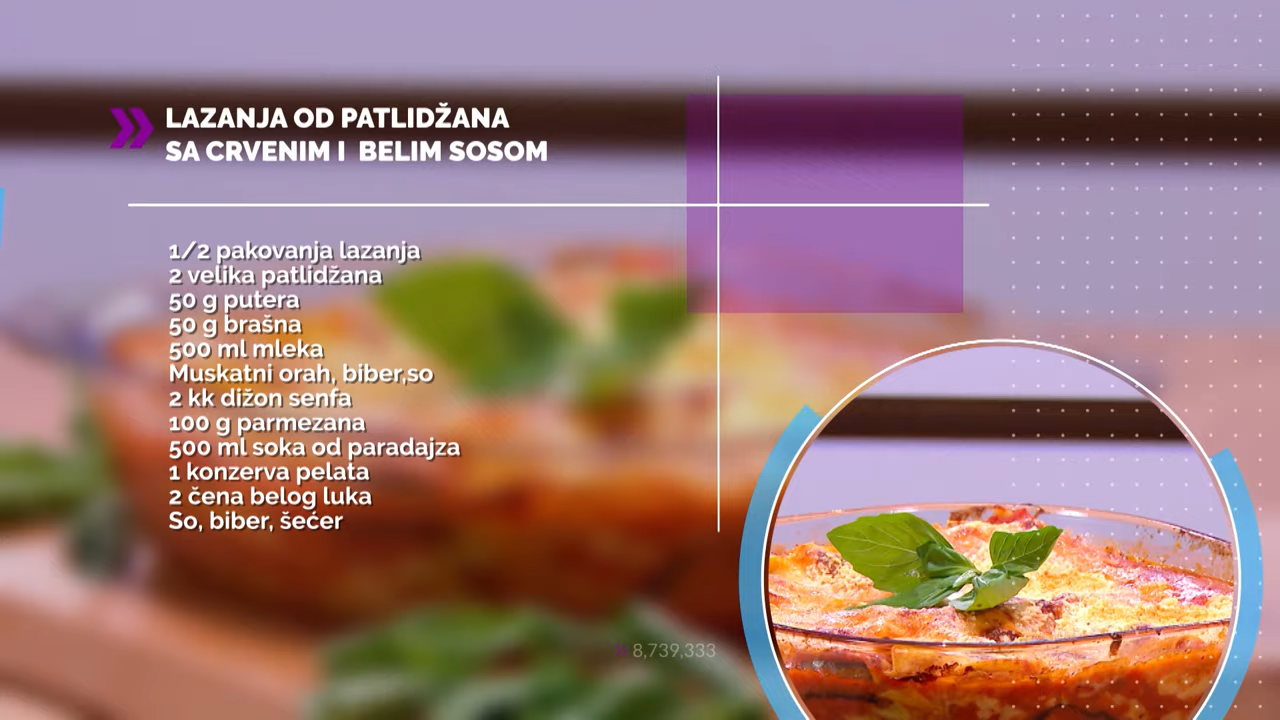 LAZANJA OD PATLIDŽANA
SA CRVENIM I BELIM SOSOM
1/2 pakovanja lazanja
2 velika patlidžana
50 g putera
50 g brašna
500 ml mleka
Muskatni orah, biber,so
2 kk dižon senfa
100 g parmezana
500 ml soka od paradajza
1 konzerva pelata
2 čena belog luka
So, biber, šećer
8,739,333